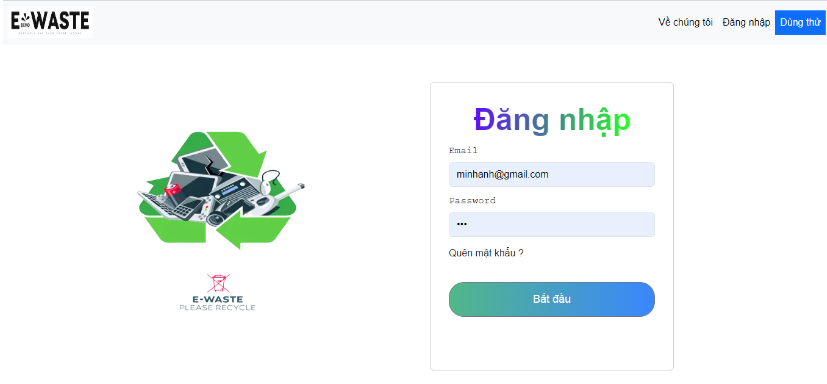 E WASTE
Về chúng tôi
Đăng nhập
Dùng thử
Đăng nhập
Email
minhanh@gmail.com
Password
•••
Quên mật khẩu ?
Bắt đầu
E-WASTE
PLEASE RECYCLE